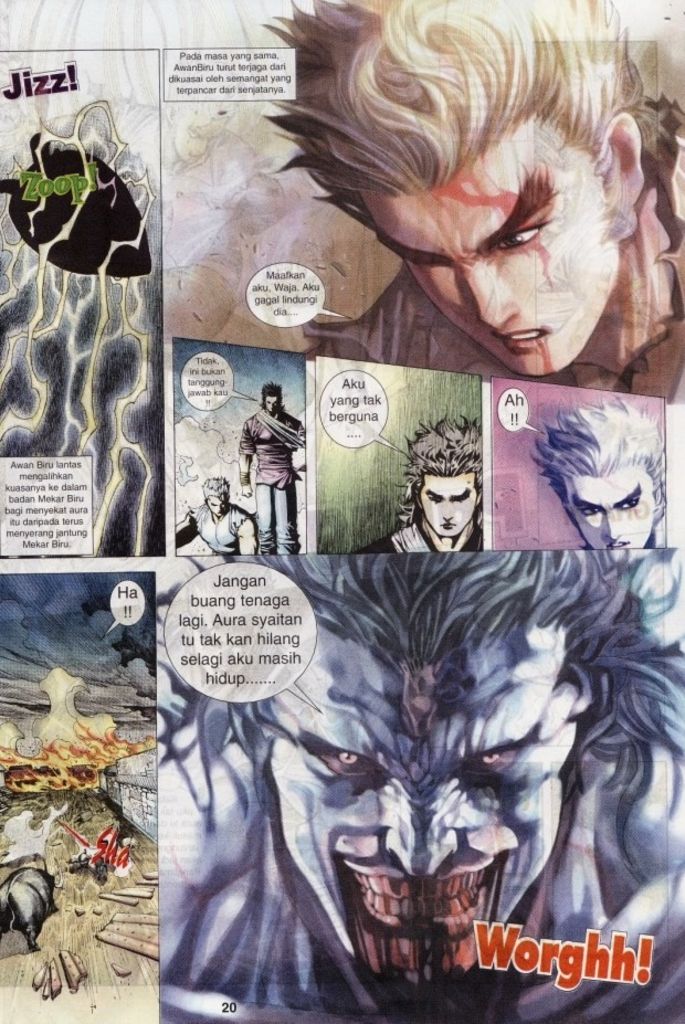 Jizz!
Zoop!
Awan Biru lantas
mengalihkan
kuasanya ke dalam
badan Mekar Biru
bagi menyekat aura
itu daripada terus
menyerang jantung
Mekar Biru.
Pada masa yang sama,
AwanBiru turut terjaga dari
dikuasai oleh semangat yang
terpancar dari senjatanya.
Maafkan
aku, Waja. Aku
gagal lindungi
dia....
Tidak,
ini bukan
tanggung-
jawab kau
!!
Aku
yang tak
berguna
....
Ah
!!
Ha
!!
Sha
Jangan
buang tenaga
lagi. Aura syaitan
tu tak kan hilang
selagi aku masih
hidup.......
Worghh!
20